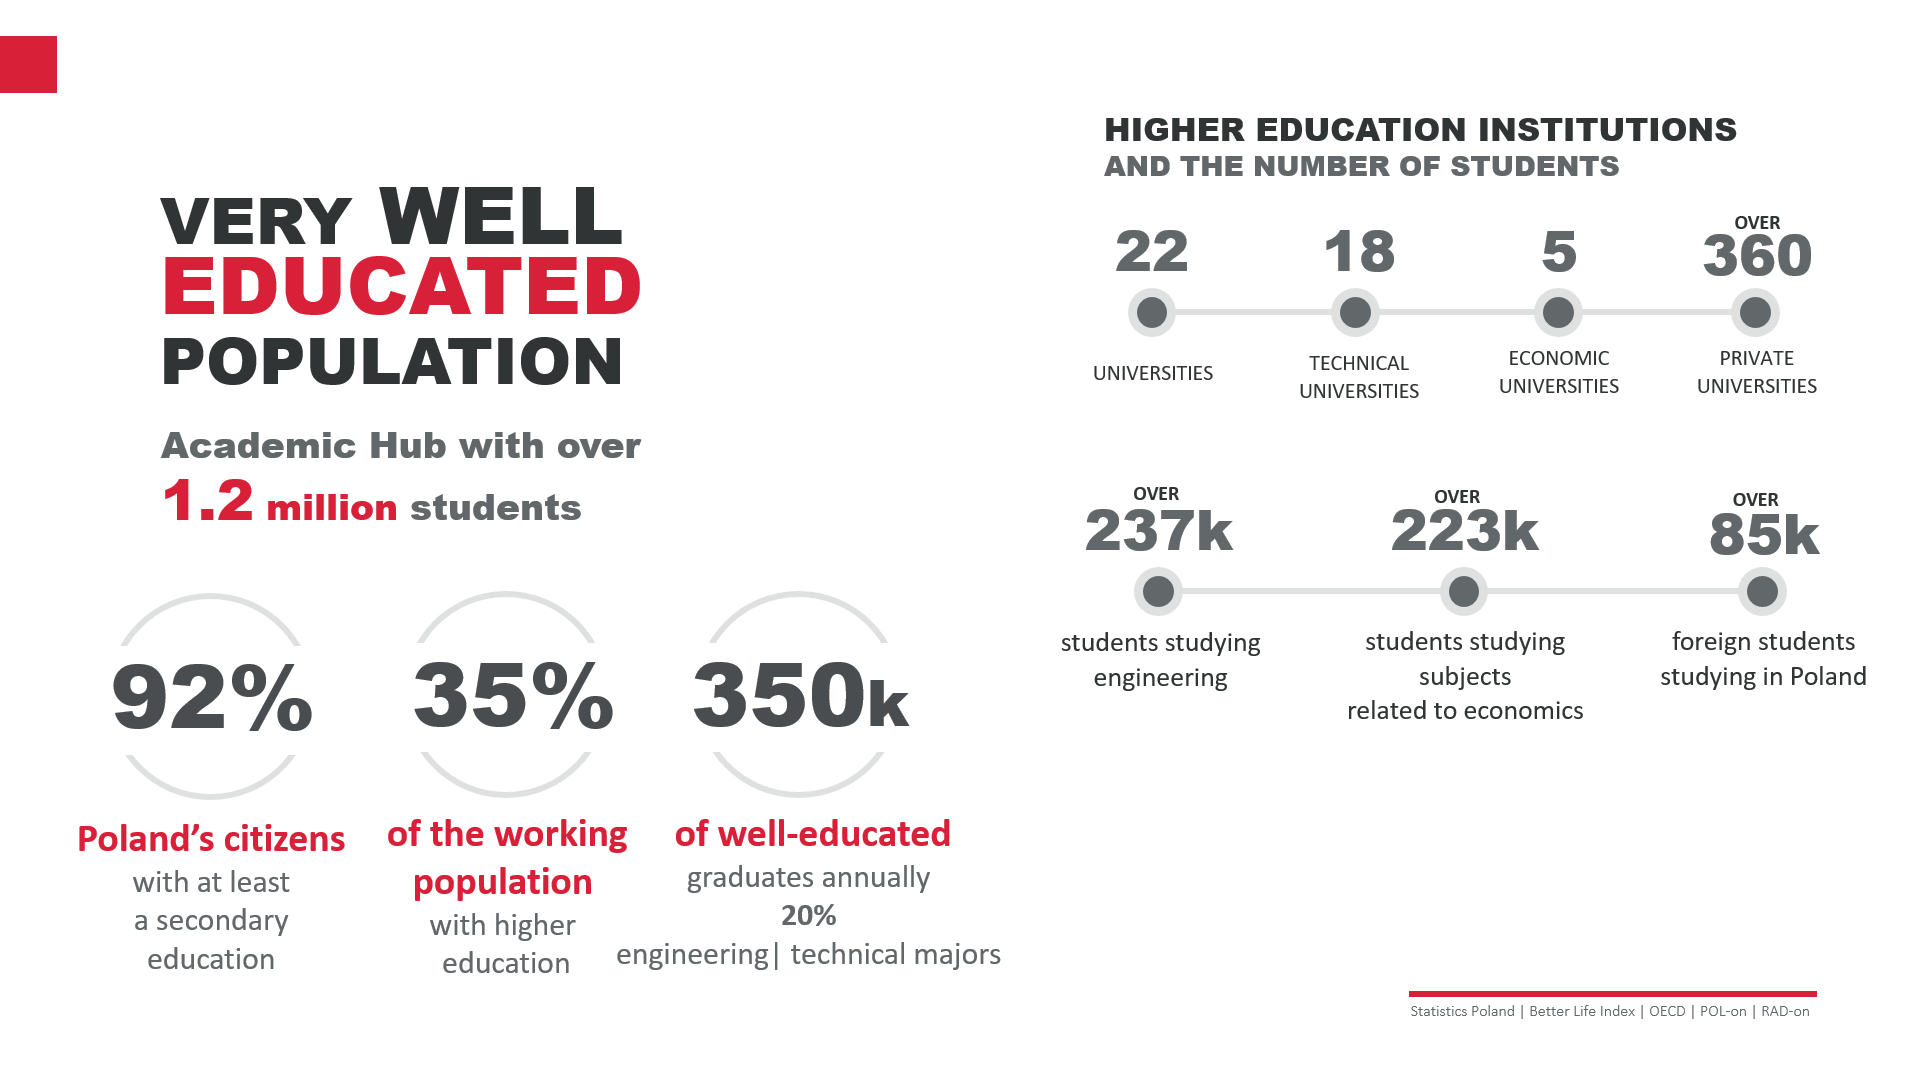 VERY WELL
EDUCATED
POPULATION
Academic Hub with over
1.2 million students
92%
Poland’s citizens
with at least
a secondary
education
35%
of the working
population
with higher
education
350k
of well-educated
graduates annually
20%
engineering| technical majors
HIGHER EDUCATION INSTITUTIONS
AND THE NUMBER OF STUDENTS
22
UNIVERSITIES
18
TECHNICAL
UNIVERSITIES
5
ECONOMIC
UNIVERSITIES
OVER
360
PRIVATE
UNIVERSITIES
OVER
237k
students studying
engineering
OVER
223k
students studying
subjects
related to economics
OVER
85k
foreign students
studying in Poland
Statistics Poland | Better Life Index | OECD | POL-on | RAD-on